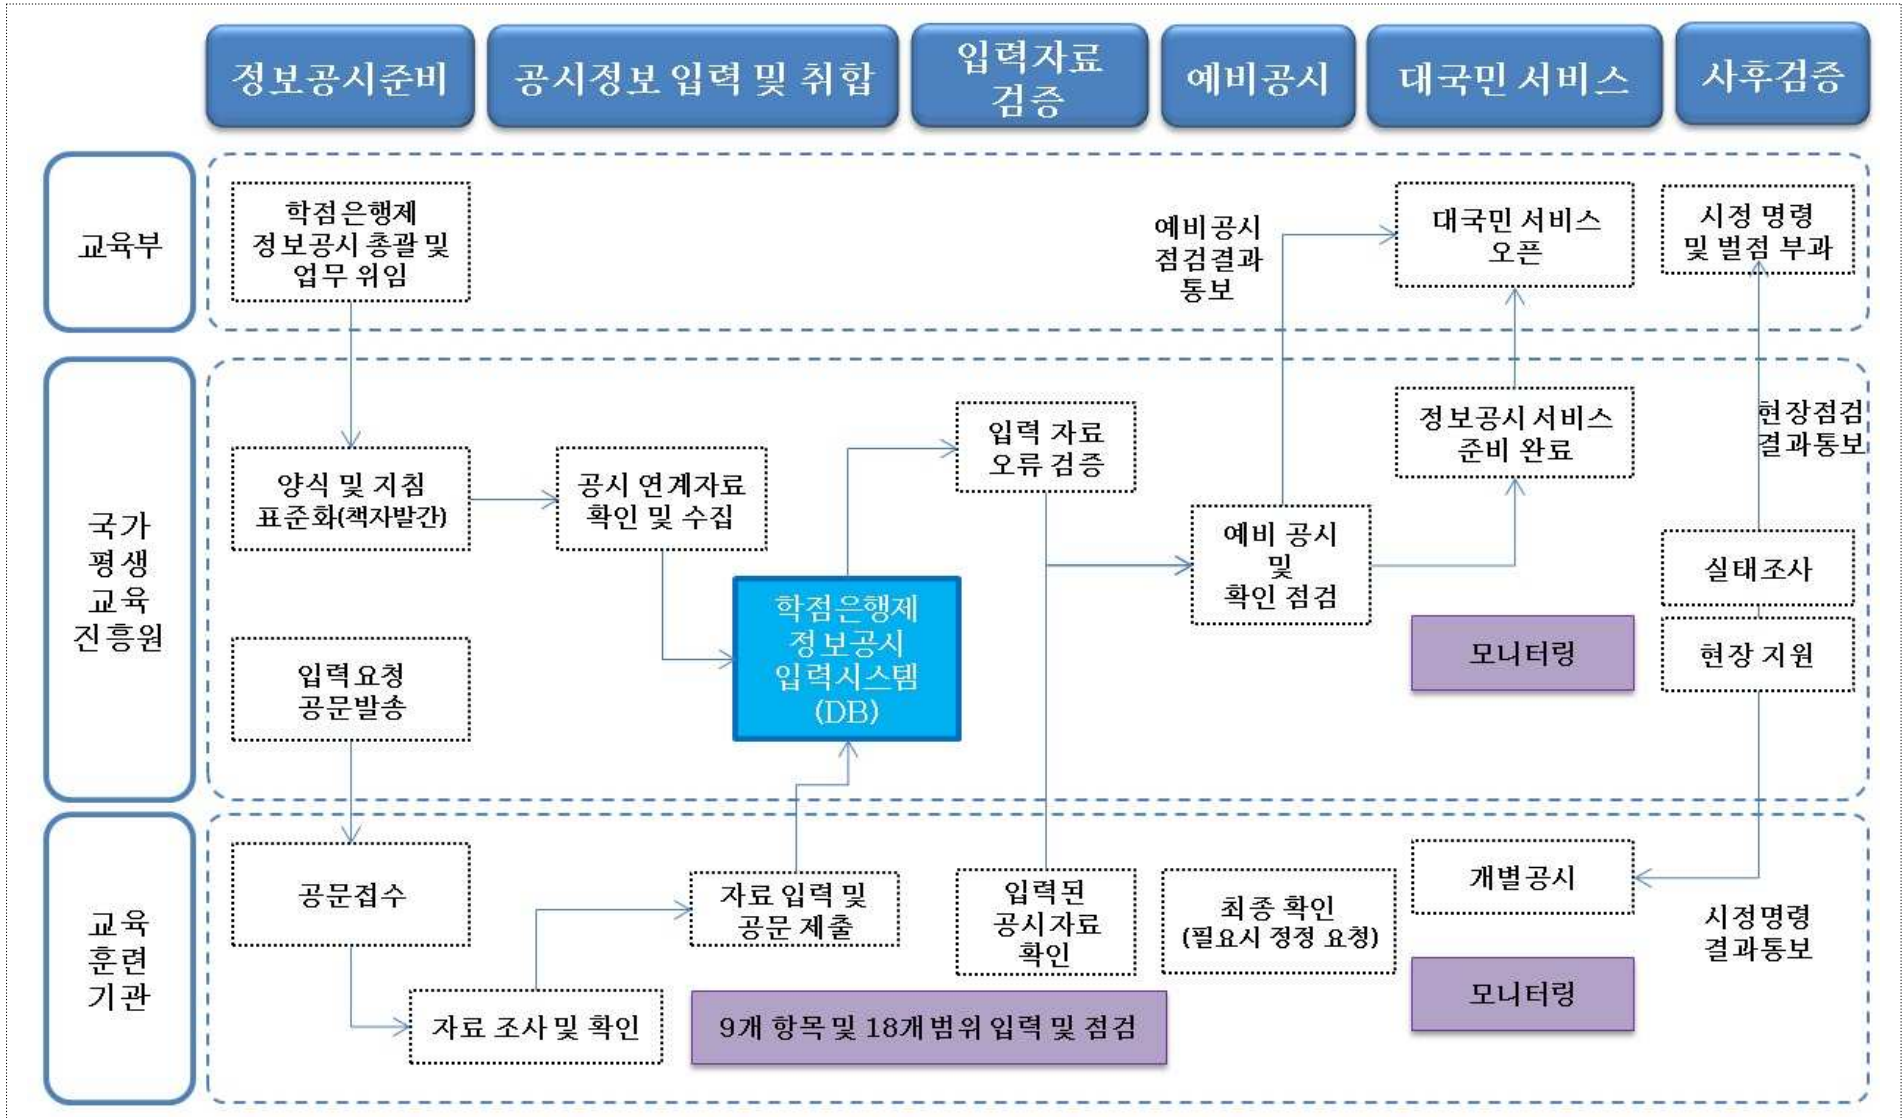 정보공시준비
공시정보 입력 및 취합
입력자료
검증
예비공시
대국민 서비스
사후검증
교육부
학점은행제
정보공시 총괄 및
업무 위임
예비공시
점검결과
통보
대국민 서비스
오픈
시정 명령
및 벌점 부과
국가
평생
교육
진흥원
양식 및 지침
표준화(책자발간)
공시 연계자료
확인 및 수집
입력 자료
오류 검증
정보공시 서비스
준비 완료
현장점검
결과통보
예비 공시
및
확인 점검
실태조사
학점은행제
정보공시
입력시스템
(DB)
입력요청
공문발송
모니터링
현장 지원
교육
훈련
기관
공문접수
자료 입력 및
공문 제출
입력된
공시자료
확인
최종 확인
(필요시 정정 요청)
개별공시
시정명령
결과통보
자료 조사 및 확인
9개 항목 및 18개 범위 입력 및 점검
모니터링